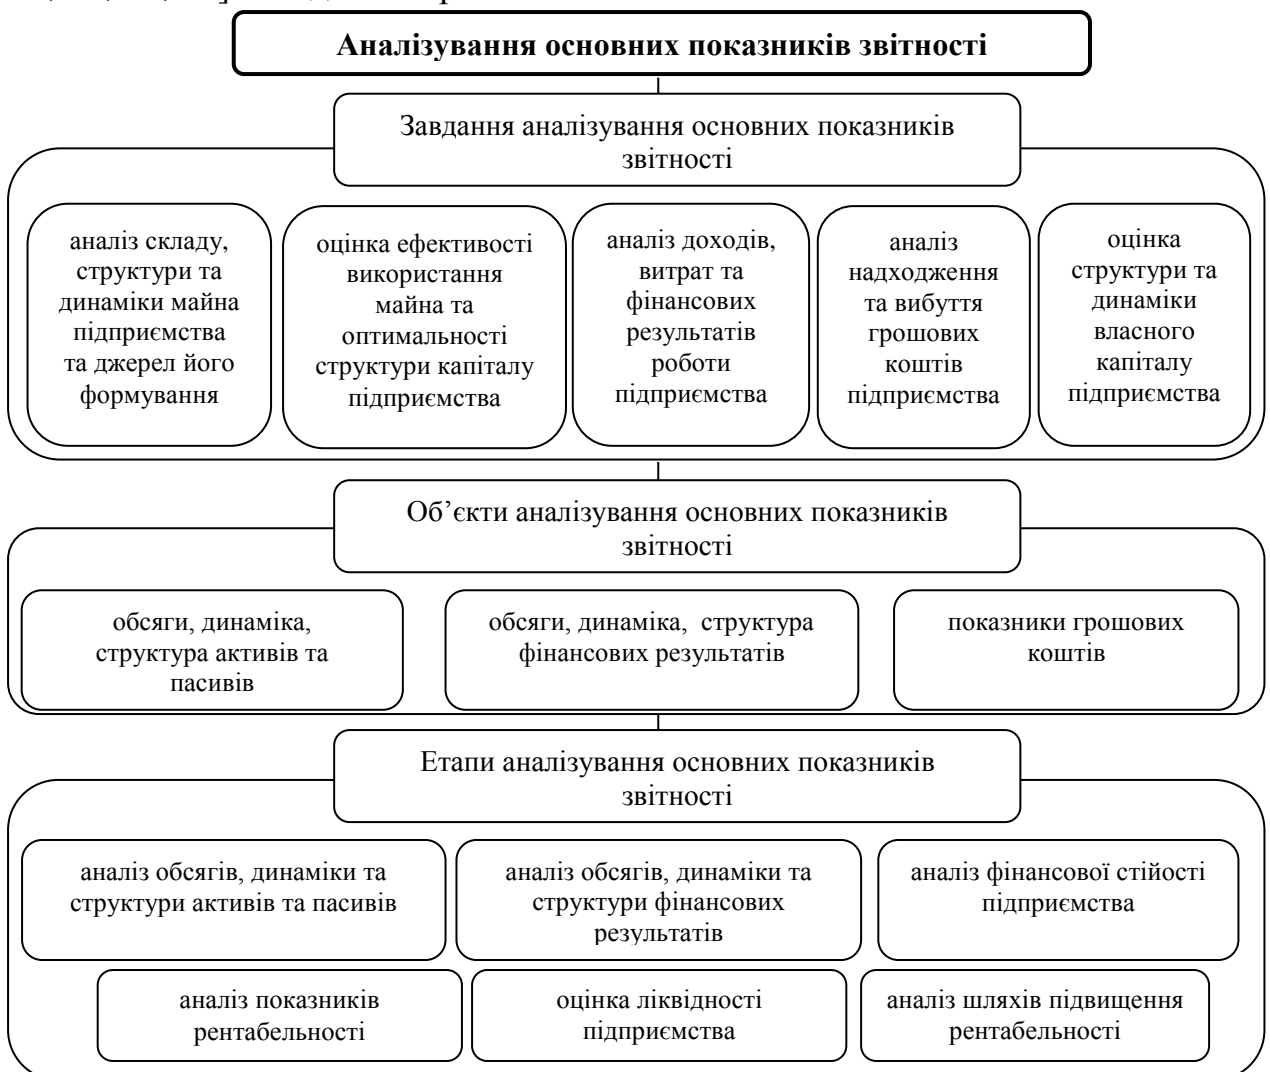 Аналізування основних показників звітності
Завдання аналізування основних показників
звітності
аналіз складу,
структури та
динаміки майна
підприємства
та джерел його
формування
оцінка ефективості
використання
майна та
оптимальності
структури капіталу
підприємства
аналіз доходів,
витрат та
фінансових
результатів
роботи
підприємства
аналіз
надходження
та вибуття
грошових
коштів
підприємства
оцінка
структури та
динаміки
власного
капіталу
підприємства
Об’єкти аналізування основних показників
звітності
обсяги, динаміка,
структура активів та
пасивів
обсяги, динаміка, структура
фінансових результатів
показники грошових
коштів
Етапи аналізування основних показників
звітності
аналіз обсягів, динаміки та
структури активів та пасивів
аналіз обсягів, динаміки та
структури фінансових
результатів
аналіз фінансової стійості
підприємства
аналіз показників
рентабельності
оцінка ліквідності
підприємства
аналіз шляхів підвищення
рентабельності